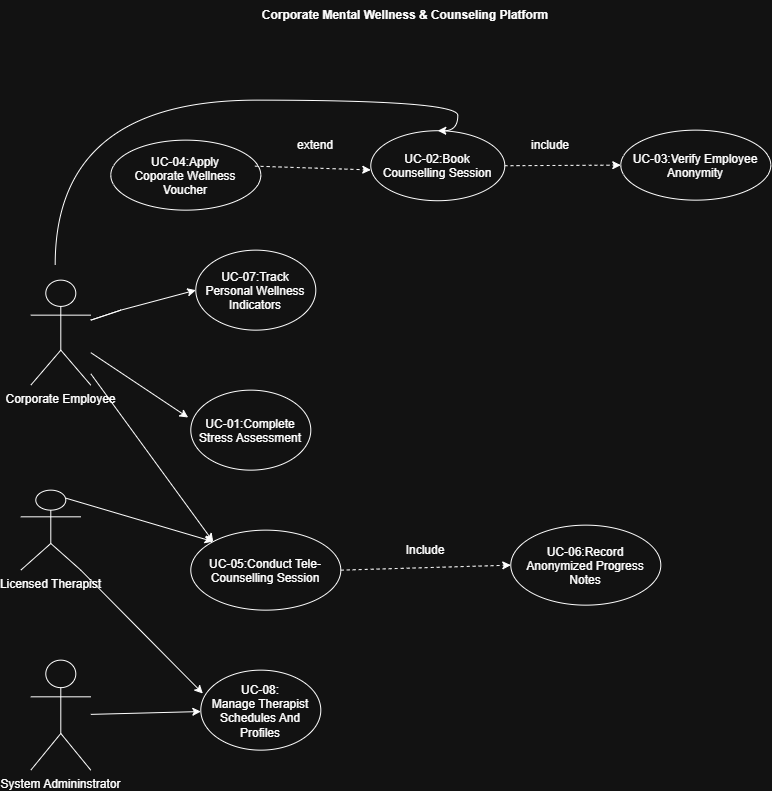 Corporate Mental Wellness & Counseling Platform
extend
include
UC-04:Apply
Coporate Wellness
Voucher
UC-02:Book
Counselling Session
UC-03:Verify Employee
Anonymity
UC-07:Track
Personal Wellness
Indicators
Corporate Employee
UC-01:Complete
Stress Assessment
Licensed Therapist
UC-05:Conduct Tele-
Counselling Session
Include
UC-06:Record
Anonymized Progress
Notes
UC-08:
Manage Therapist
Schedules And
Profiles
System Admininstrator